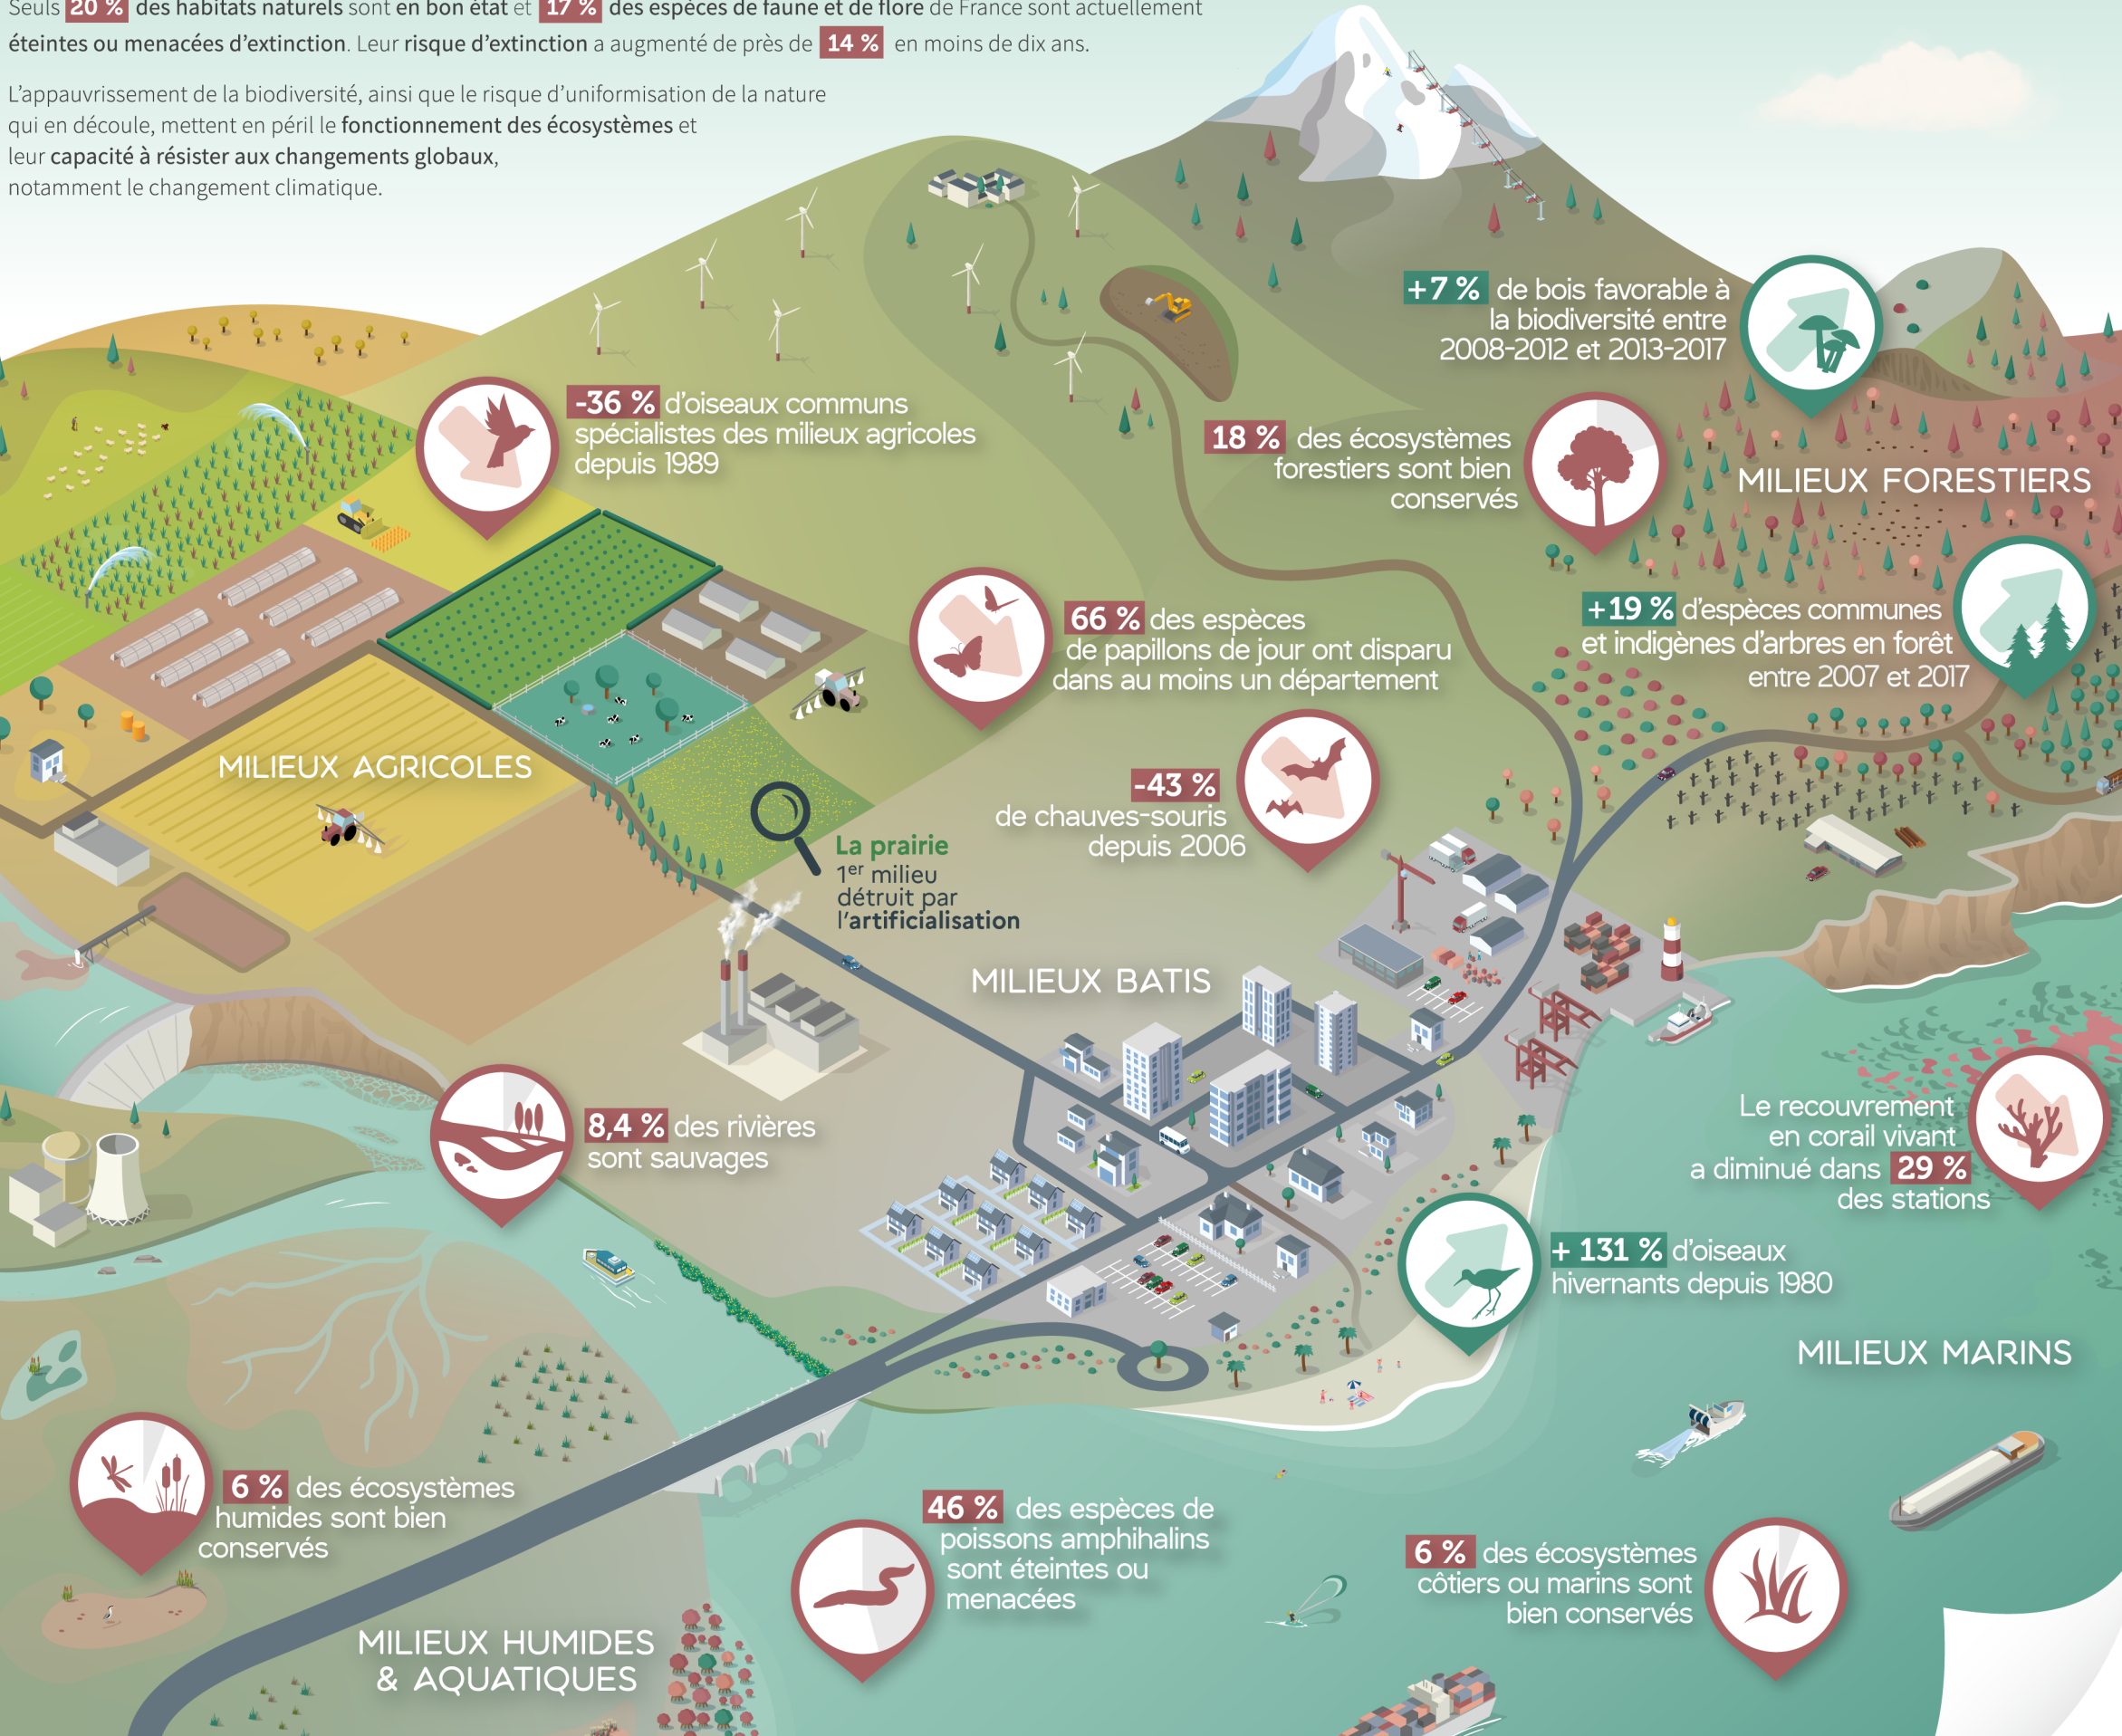 Seuls 20 % des habitats naturels sont en bon état et 17 % des espèces de faune et de flore de France sont actuellement
éteintes ou menacées d'extinction. Leur risque d'extinction a augmenté de près de 14 % en moins de dix ans.
L'appauvrissement de la biodiversité, ainsi que le risque d'uniformisation de la nature
qui en découle, mettent en péril le fonctionnement des écosystèmes et
leur capacité à résister aux changements globaux,
notamment le changement climatique.
+7 % de bois favorable à
la biodiversité entre
2008-2012 et 2013-2017
-36 % d'oiseaux communs
spécialistes des milieux agricoles
depuis 1989
18 % des écosystèmes
forestiers sont bien
conservés
MILIEUX FORESTIERS
66 % des espèces
de papillons de jour ont disparu
dans au moins un département
+19 % d'espèces communes
et indigènes d'arbres en forêt
entre 2007 et 2017
MILIEUX AGRICOLES
-43 %
de chauves-souris
depuis 2006
La prairie
1er milieu
détruit par
l'artificialisation
MILIEUX BATIS
8,4 % des rivières
sont sauvages
Le recouvrement
en corail vivant
a diminué dans 29 %
des stations
+ 131 % d'oiseaux
hivernants depuis 1980
MILIEUX MARINS
6 % des écosystèmes
humides sont bien
conservés
46 % des espèces de
poissons amphihalins
sont éteintes ou
menacées
6 % des écosystèmes
côtiers ou marins sont
bien conservés
MILIEUX HUMIDES
& AQUATIQUES